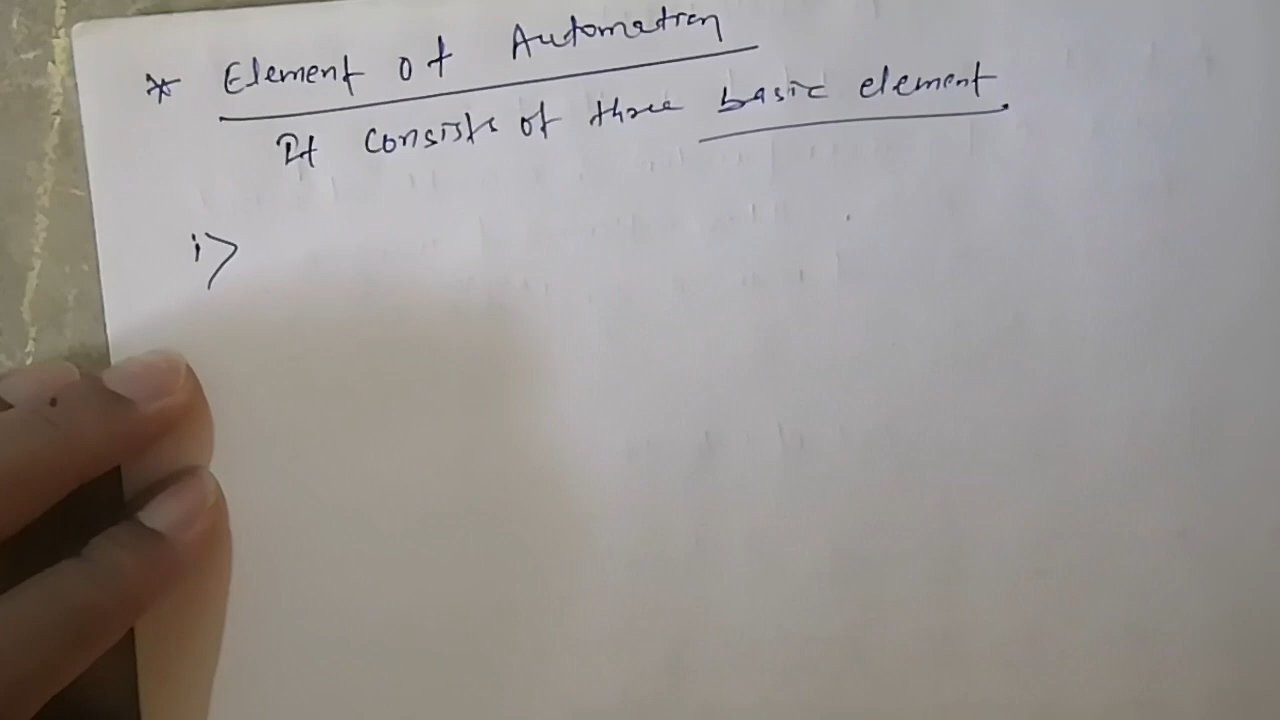 * Element of Automation
It consists of three basic element.
i>